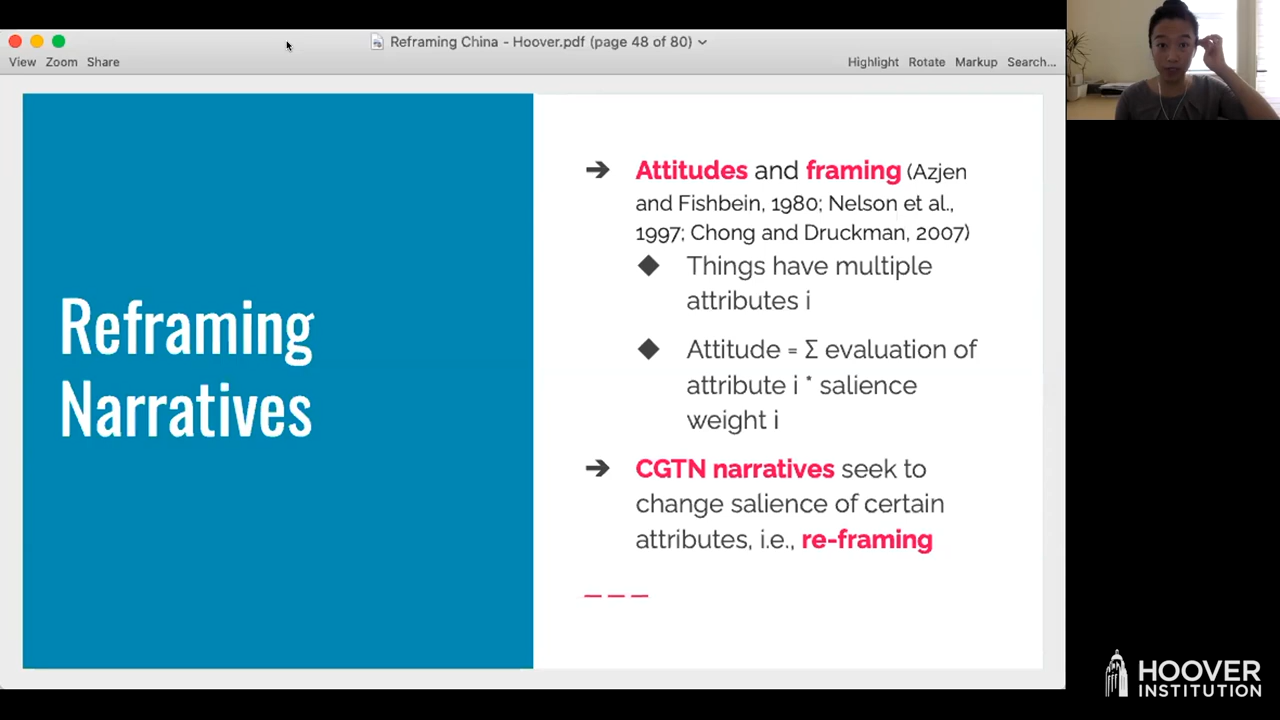 Reframing China - Hoover.pdf (page 48 of 80)
View Zoom Share
Highlight Rotate Markup Search...
Reframing
Narratives
➔ Attitudes and framing (Azjen
and Fishbein, 1980; Nelson et al.,
1997; Chong and Druckman, 2007)
◆ Things have multiple
attributes i
◆ Attitude = Σ evaluation of
attribute i * salience
weight i
➔ CGTN narratives seek to
change salience of certain
attributes, i.e., re-framing
HOOVER
INSTITUTION